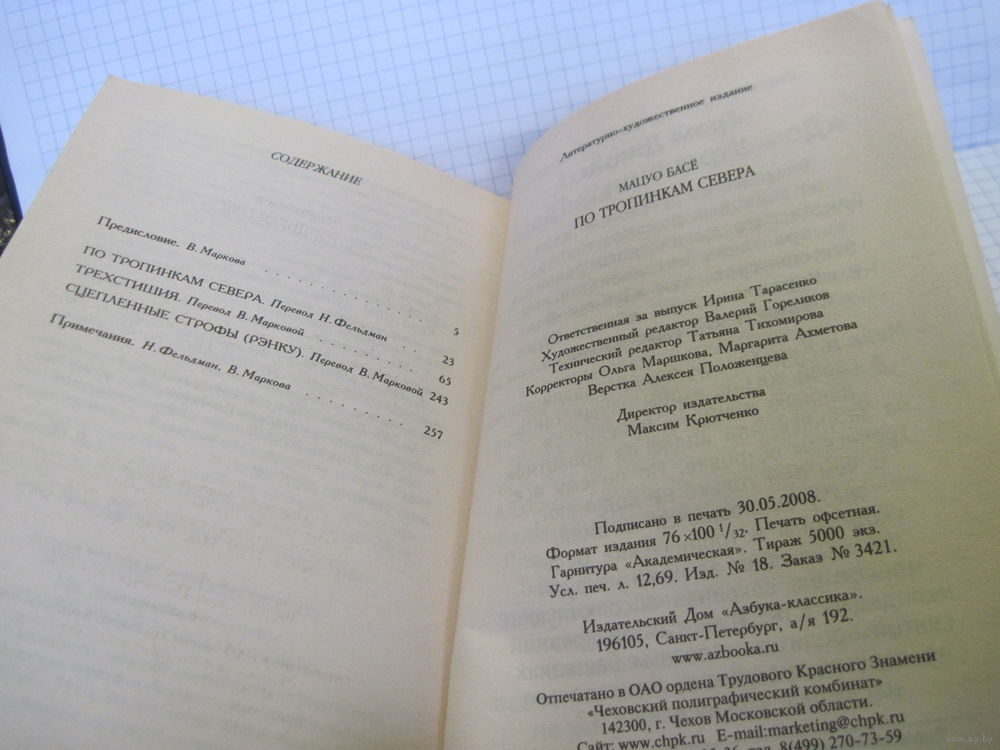 СОДЕРЖАНИЕ
Предисловие. В. Маркова . . . . . . . . . . . . 5
ПО ТРОПИНКАМ СЕВЕРА. Перевод Н. Фельдман . . 23
ТРЕХСТИШИЯ. Перевод В. Марковой . . . . . . . . 65
СЦЕПЛЕННЫЕ СТРОФЫ (РЭНКУ). Перевод В. Марковой 243
Примечания. Н. Фельдман, В. Маркова . . . . . . . . 257
Литературно-художественное издание
МАЦУО БАСЁ
ПО ТРОПИНКАМ СЕВЕРА
Ответственная за выпуск Ирина Тарасенко
Художественный редактор Валерий Гореликов
Технический редактор Татьяна Тихомирова
Корректоры Ольга Маршкова, Маргарита Ахметова
Верстка Алексея Положенцева
Директор издательства
Максим Крютченко
Подписано в печать 30.05.2008.
Формат издания 76×100 1/32. Печать офсетная.
Гарнитура «Академическая». Тираж 5000 экз.
Усл. печ. л. 12,69. Изд. № 18. Заказ № 3421.
Издательский Дом «Азбука-классика».
196105, Санкт-Петербург, а/я 192.
www.azbooka.ru
Отпечатано в ОАО ордена Трудового Красного Знамени
«Чеховский полиграфический комбинат»
142300, г. Чехов Московской области.
Сайт: www.chpk.ru E-mail:marketing@chpk.ru
тел. 8(499) 270-73-59
www.ay.by